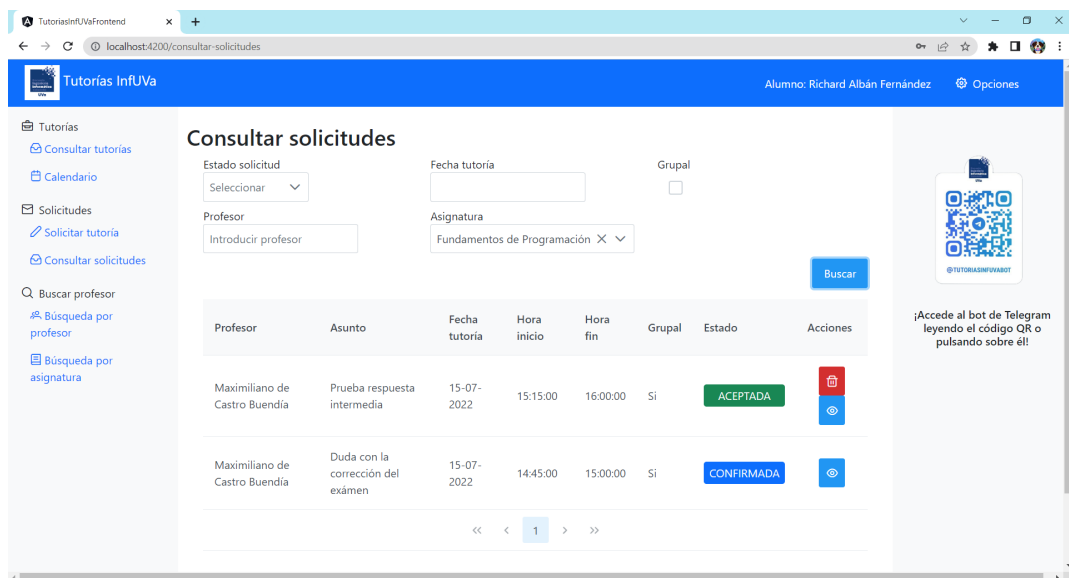 TutoriasInfUVaFrontend
localhost:4200/consultar-solicitudes
Tutorías InfUVa
Alumno: Richard Albán Fernández
Opciones
Tutorías
Consultar tutorías
Calendario
Solicitudes
Solicitar tutoría
Consultar solicitudes
Buscar profesor
Búsqueda por
profesor
Búsqueda por
asignatura
Consultar solicitudes
Estado solicitud
Fecha tutoría
Grupal
Seleccionar
Profesor
Asignatura
Introducir profesor
Fundamentos de Programación
Buscar
Profesor
Asunto
Fecha
tutoría
Hora
inicio
Hora
fin
Grupal
Estado
Acciones
Maximiliano de
Castro Buendía
Prueba respuesta
intermedia
15-07-
2022
15:15:00
16:00:00
Si
ACEPTADA
Maximiliano de
Castro Buendía
Duda con la
corrección del
exámen
15-07-
2022
14:45:00
15:00:00
Si
CONFIRMADA
<< < 1 > >>
@TUTORIASINFUVABOT
¡Accede al bot de Telegram
leyendo el código QR o
pulsando sobre él!